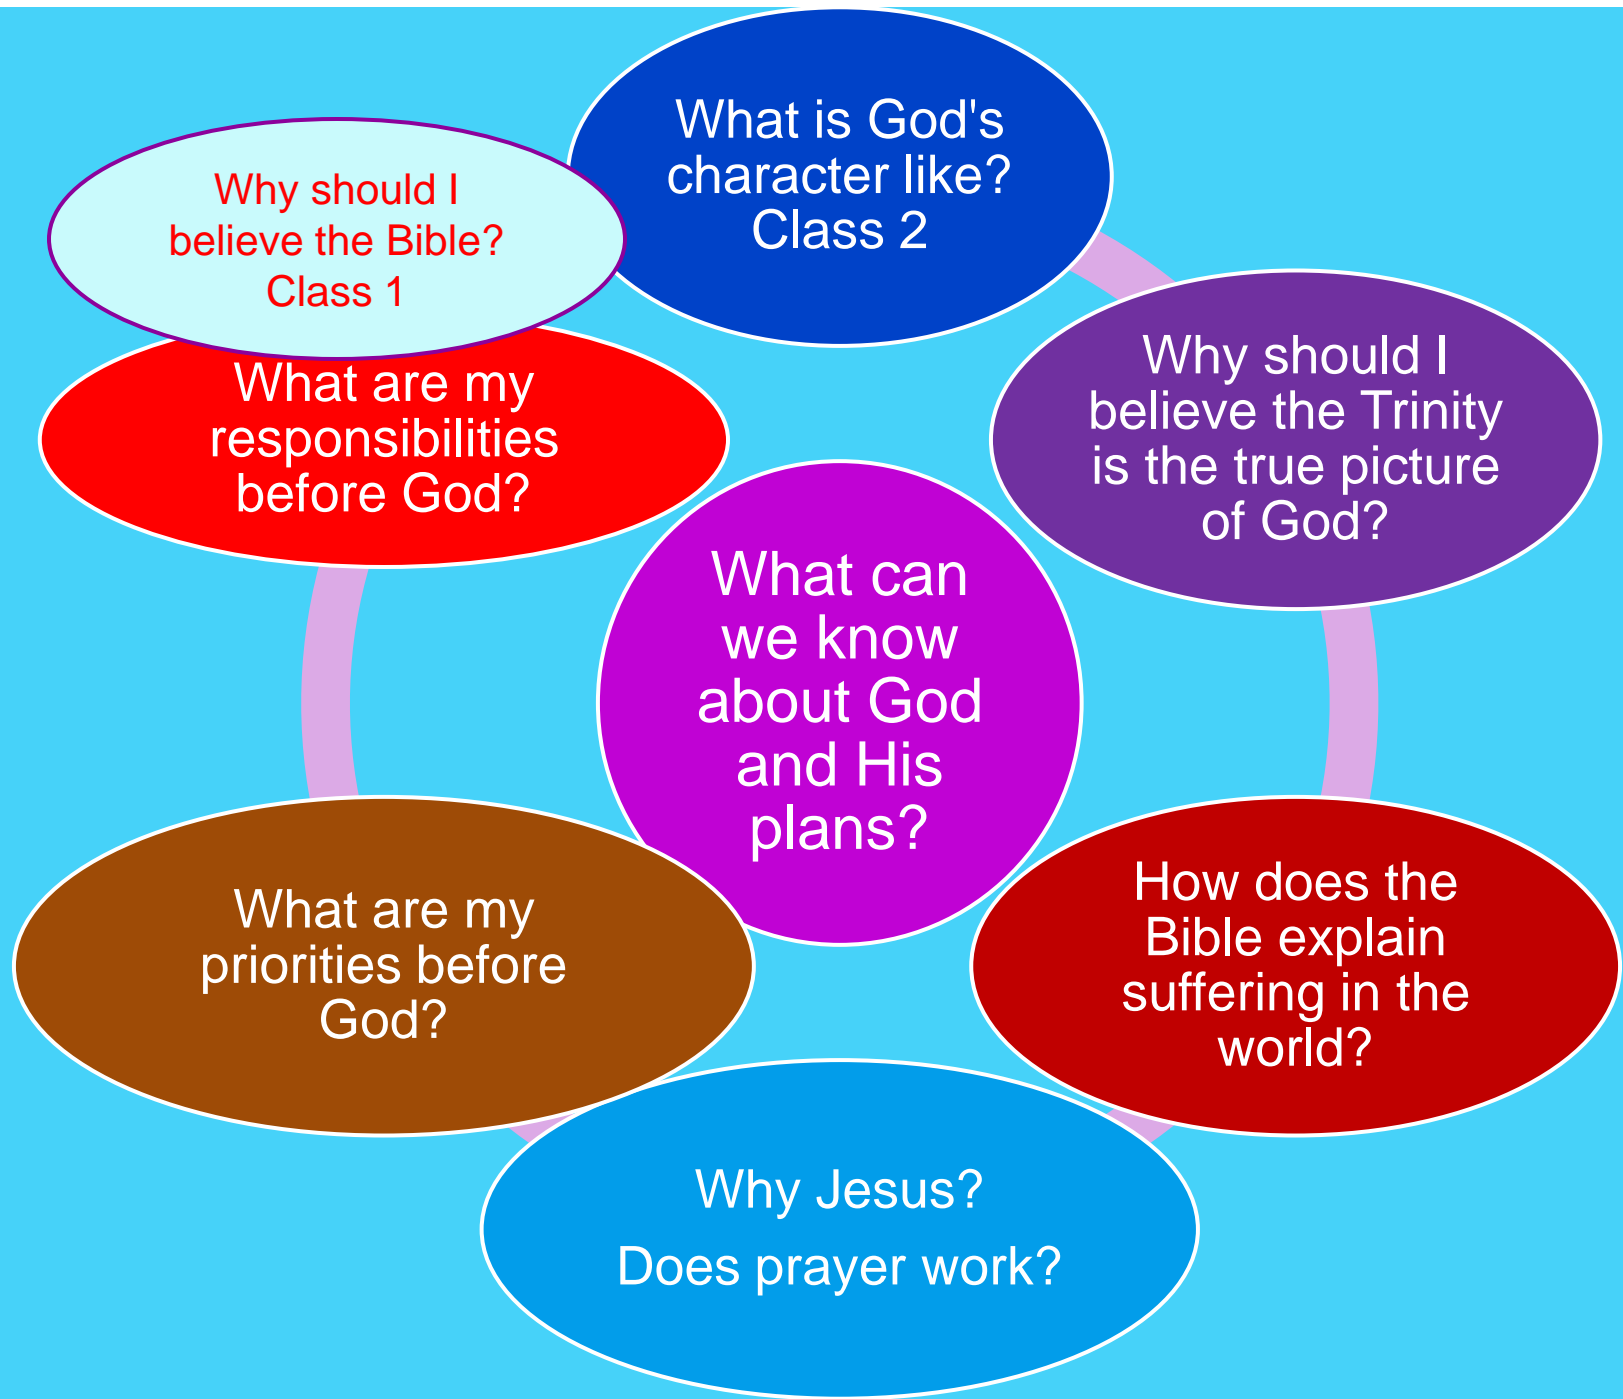 Why should I
believe the Bible?
Class 1
What is God's
character like?
Class 2
Why should I
believe the Trinity
is the true picture
of God?
What are my
responsibilities
before God?
What can
we know
about God
and His
plans?
How does the
Bible explain
suffering in the
world?
What are my
priorities before
God?
Why Jesus?
Does prayer work?